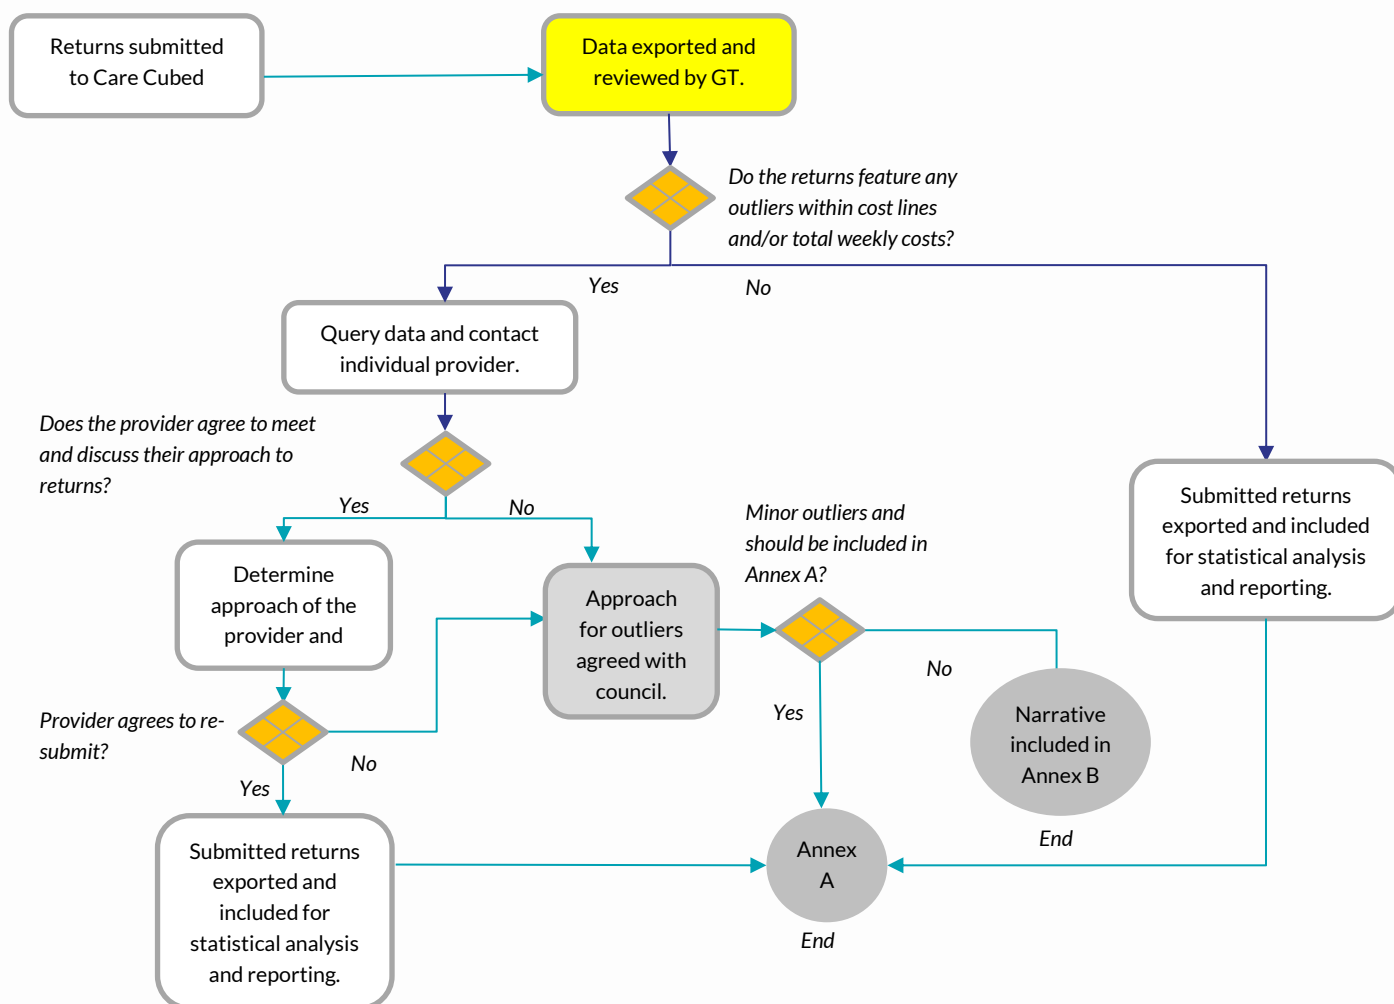 Returns submitted
to Care Cubed
Data exported and
reviewed by GT.
Do the returns feature any
outliers within cost lines
and/or total weekly costs?
Yes
No
Query data and contact
individual provider.
Does the provider agree to meet
and discuss their approach to
returns?
Yes
No
Minor outliers and
should be included in
Annex A?
Submitted returns
exported and included
for statistical analysis
and reporting.
Determine
approach of the
provider and
Approach
for outliers
agreed with
council.
No
Yes
Provider agrees to re-
submit?
No
Yes
Narrative
included in
Annex B
End
Submitted returns
exported and
included for
statistical analysis
and reporting.
Annex
A
End